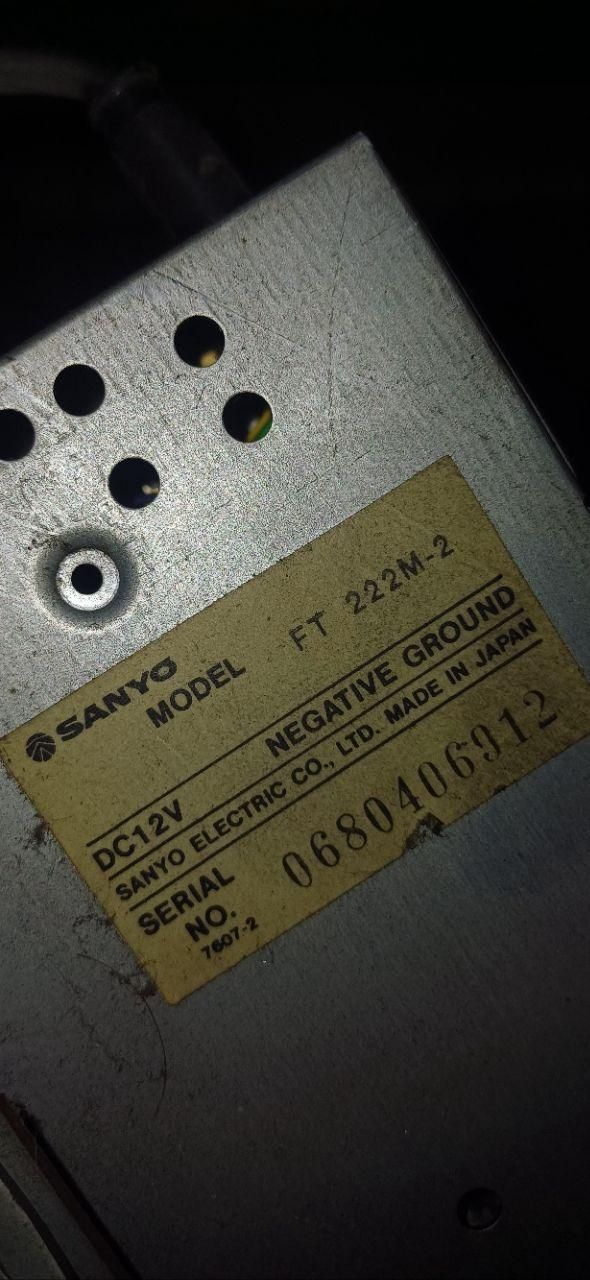 SANYO
MODEL FT 222M-2
DC12V NEGATIVE GROUND
SANYO ELECTRIC CO., LTD. MADE IN JAPAN
SERIAL NO. 0680406912
7607-2